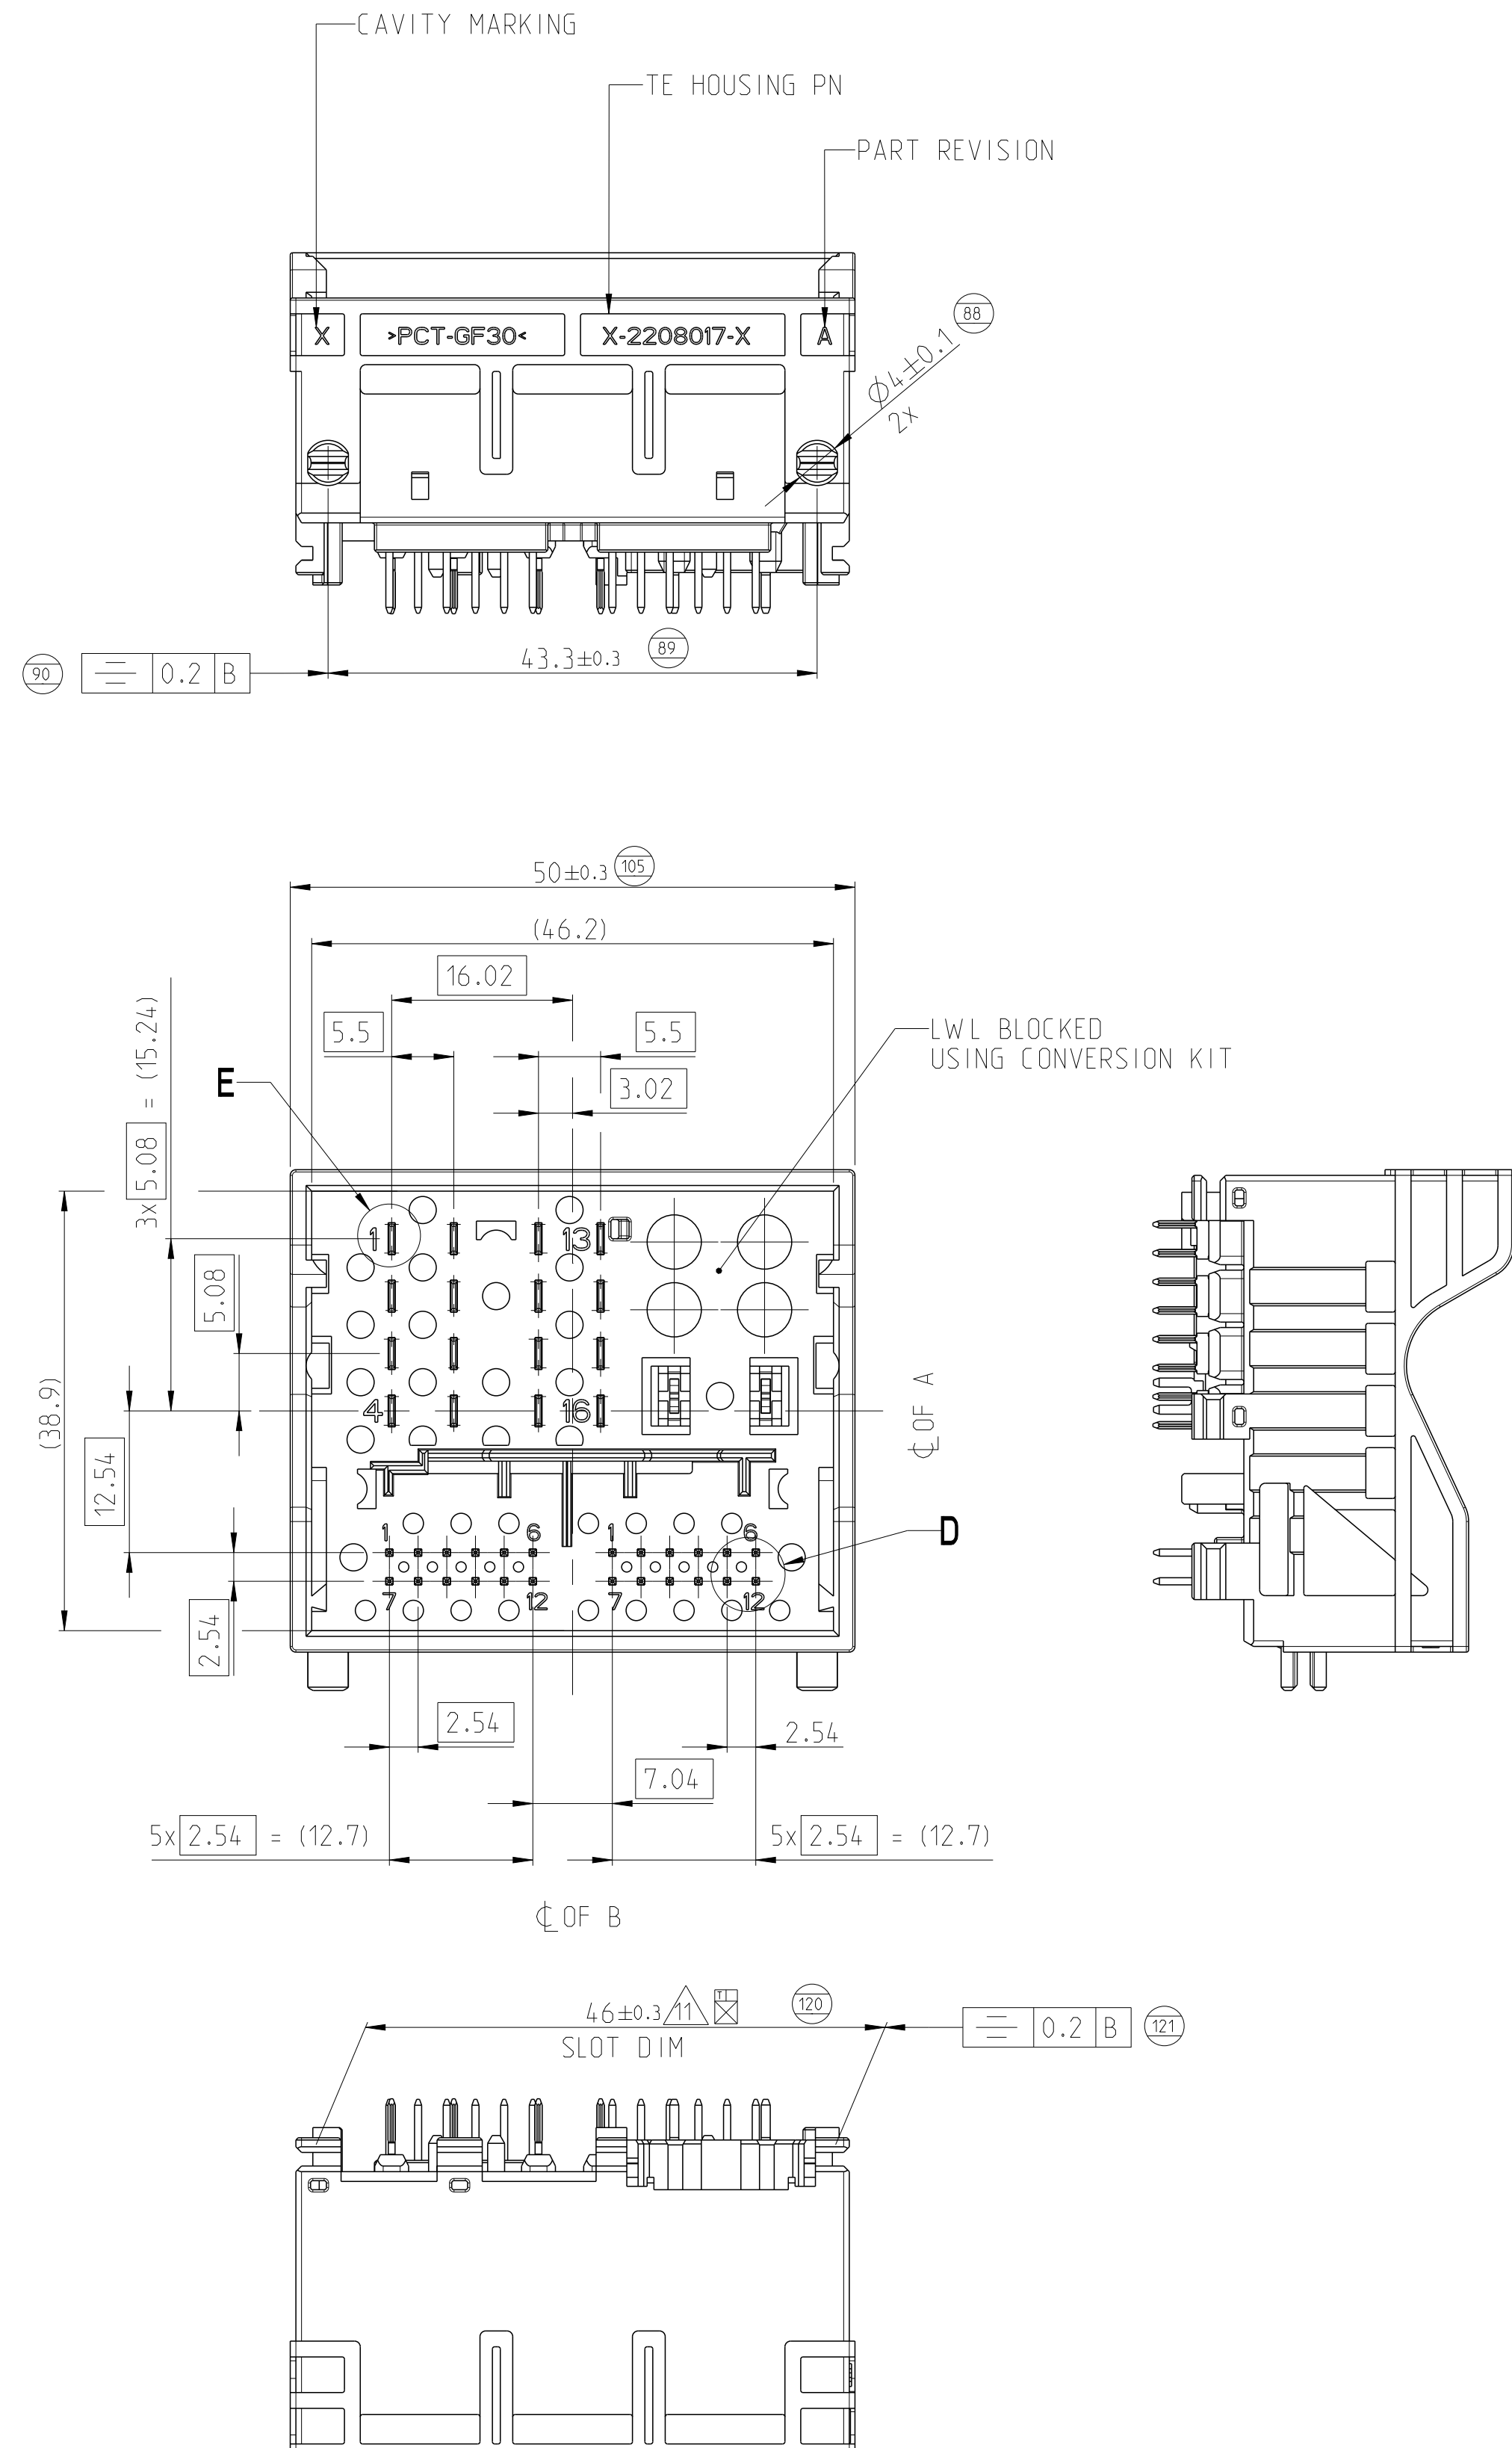 CAVITY MARKING
TE HOUSING PN
PART REVISION
X
>PCT-GF30<
X-2208017-X
A
Ø4±0.1
2x
88
90
0.2 B
43.3±0.3
89
50±0.3
105
(46.2)
16.02
5.5
5.5
3.02
LWL BLOCKED
USING CONVERSION KIT
E
3x 5.08 = (15.24)
5.08
(38.9)
12.54
2.54
1
13
4
16
℄ OF A
1
6
1
6
D
7
12
7
12
2.54
2.54
7.04
5x 2.54 = (12.7)
5x 2.54 = (12.7)
℄ OF B
46±0.3
11
T
120
SLOT DIM
0.2 B
121